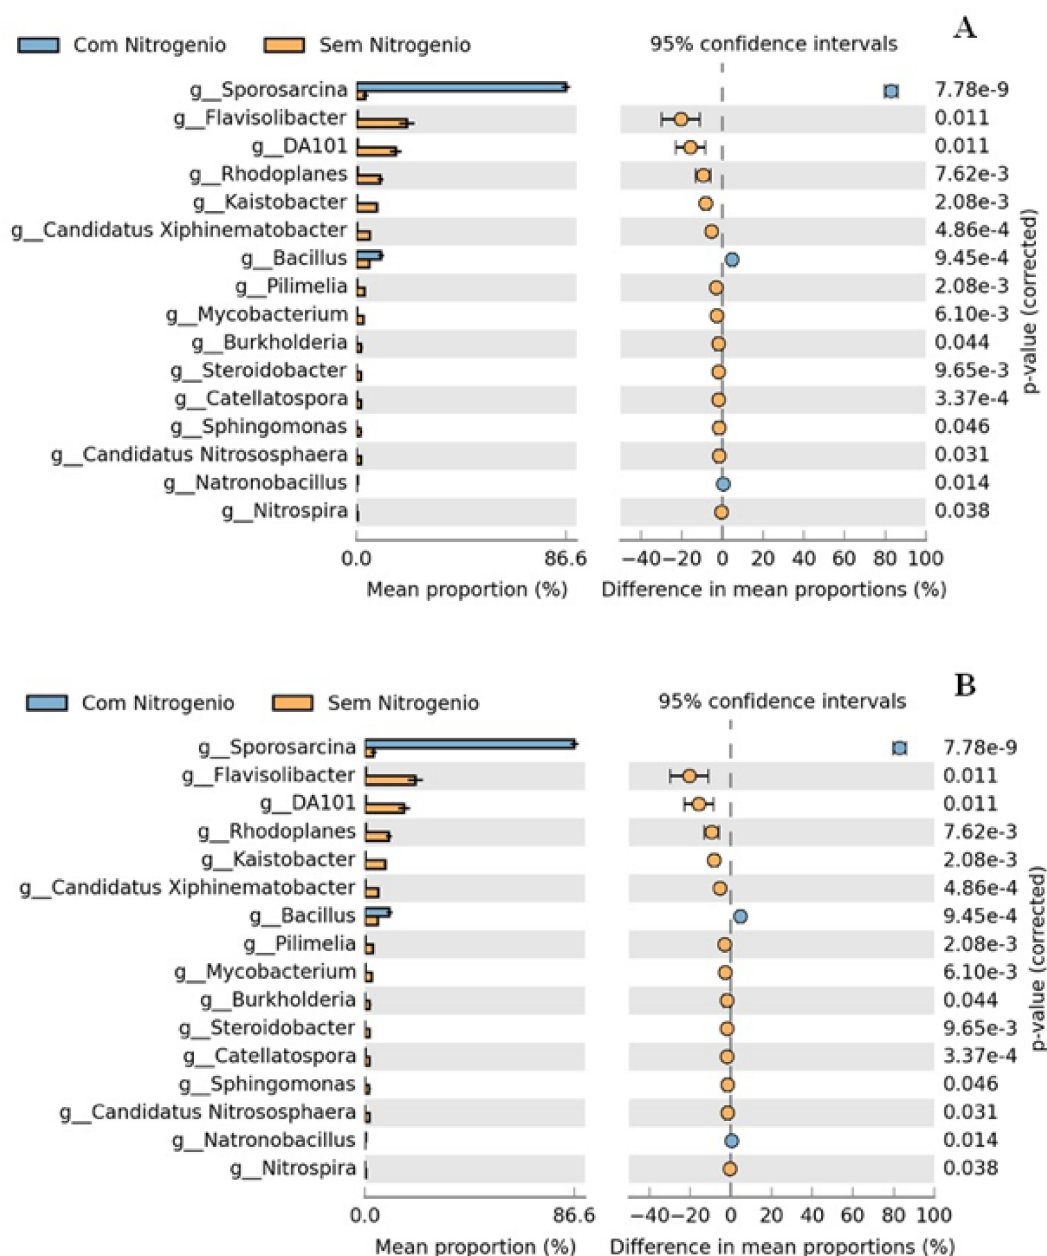 A
Com Nitrogenio Sem Nitrogenio 95% confidence intervals
g__Sporosarcina 7.78e-9
g__Flavisolibacter 0.011
g__DA101 0.011
g__Rhodoplanes 7.62e-3
g__Kaistobacter 2.08e-3
g__Candidatus Xiphinematobacter 4.86e-4
g__Bacillus 9.45e-4
g__Pilimelia 2.08e-3
g__Mycobacterium 6.10e-3
g__Burkholderia 0.044
g__Steroidobacter 9.65e-3
g__Catellatospora 3.37e-4
g__Sphingomonas 0.046
g__Candidatus Nitrososphaera 0.031
g__Natronobacillus 0.014
g__Nitrospira 0.038
p-value (corrected)
0.0 86.6 −40 −20 0 20 40 60 80 100
Mean proportion (%) Difference in mean proportions (%)
B
Com Nitrogenio Sem Nitrogenio 95% confidence intervals
g__Sporosarcina 7.78e-9
g__Flavisolibacter 0.011
g__DA101 0.011
g__Rhodoplanes 7.62e-3
g__Kaistobacter 2.08e-3
g__Candidatus Xiphinematobacter 4.86e-4
g__Bacillus 9.45e-4
g__Pilimelia 2.08e-3
g__Mycobacterium 6.10e-3
g__Burkholderia 0.044
g__Steroidobacter 9.65e-3
g__Catellatospora 3.37e-4
g__Sphingomonas 0.046
g__Candidatus Nitrososphaera 0.031
g__Natronobacillus 0.014
g__Nitrospira 0.038
p-value (corrected)
0.0 86.6 −40 −20 0 20 40 60 80 100
Mean proportion (%) Difference in mean proportions (%)